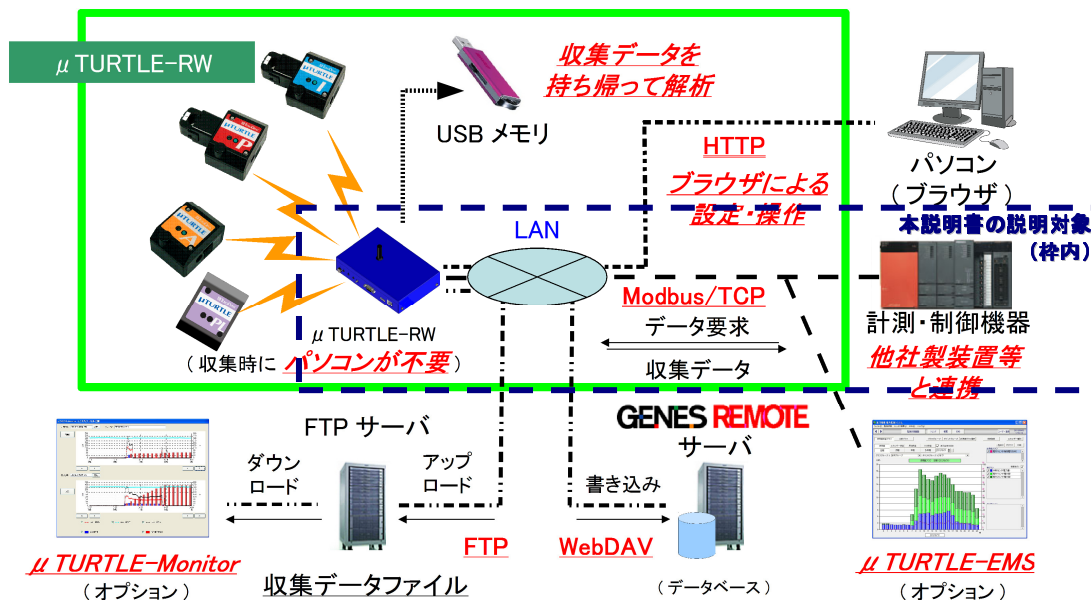 μTURTLE-RW
収集データを
持ち帰って解析
USB メモリ
HTTP
ブラウザによる
設定・操作
パソコン
(ブラウザ)
本説明書の説明対象
(枠内)
LAN
μTURTLE
I
μTURTLE
P
A
μTURTLE
PI
μTURTLE-RW
(収集時にパソコンが不要)
Modbus/TCP
データ要求
収集データ
計測・制御機器
他社製装置等
と連携
FTP サーバ
GENES REMOTE
サーバ
ダウン
ロード
アップ
ロード
書き込み
FTP
WebDAV
μTURTLE-Monitor
(オプション)
収集データファイル
(データベース)
μTURTLE-EMS
(オプション)